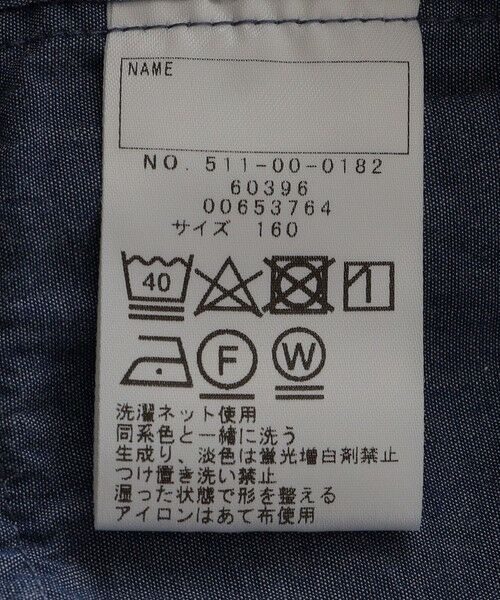 NAME
NO. 511-00-0182
60396
00653764
サイズ 160
40
F W
洗濯ネット使用
同系色と一緒に洗う
生成り、淡色は蛍光増白剤禁止
つけ置き洗い禁止
湿った状態で形を整える
アイロンはあて布使用